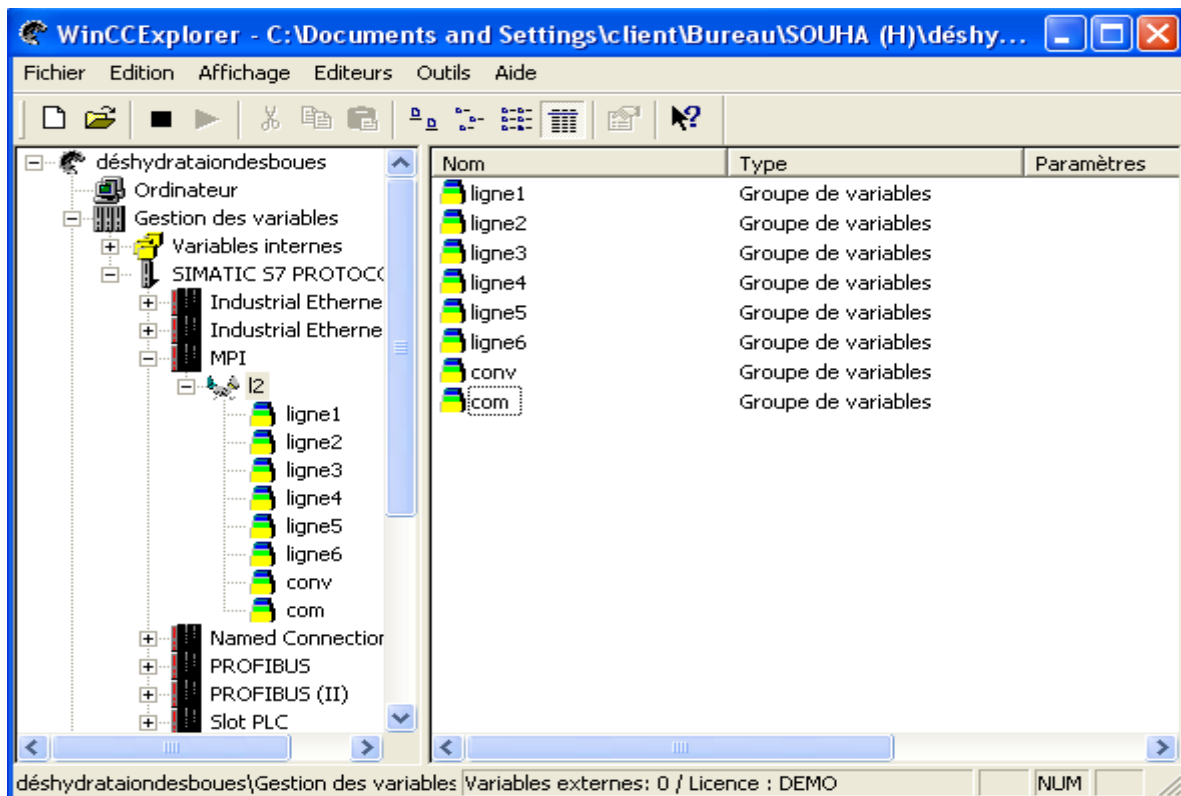 WinCCExplorer - C:\Documents and Settings\client\Bureau\SOUHA (H)\déshy...
Fichier Edition Affichage Editeurs Outils Aide
déshydrataiondesboues
Ordinateur
Gestion des variables
Variables internes
SIMATIC S7 PROTOCO
Industrial Etherne
Industrial Etherne
MPI
l2
ligne1
ligne2
ligne3
ligne4
ligne5
ligne6
conv
com
Named Connection
PROFIBUS
PROFIBUS (II)
Slot PLC
Nom Type Paramètres
ligne1 Groupe de variables
ligne2 Groupe de variables
ligne3 Groupe de variables
ligne4 Groupe de variables
ligne5 Groupe de variables
ligne6 Groupe de variables
conv Groupe de variables
com Groupe de variables
déshydrataiondesboues\Gestion des variables Variables externes: 0 / Licence : DEMO NUM